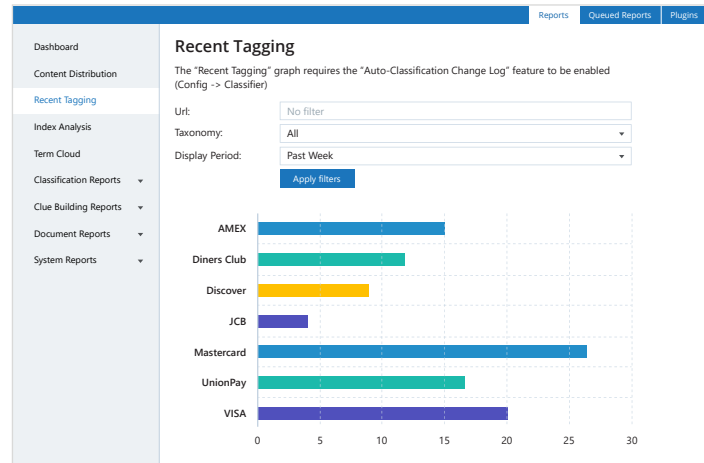 Reports Queued Reports Plugins
Dashboard
Content Distribution
Recent Tagging
Index Analysis
Term Cloud
Classification Reports
Clue Building Reports
Document Reports
System Reports
Recent Tagging
The “Recent Tagging” graph requires the “Auto-Classification Change Log” feature to be enabled
(Config -> Classifier)
Url: No filter
Taxonomy: All
Display Period: Past Week
Apply filters
AMEX
Diners Club
Discover
JCB
Mastercard
UnionPay
VISA
0 5 10 15 20 25 30